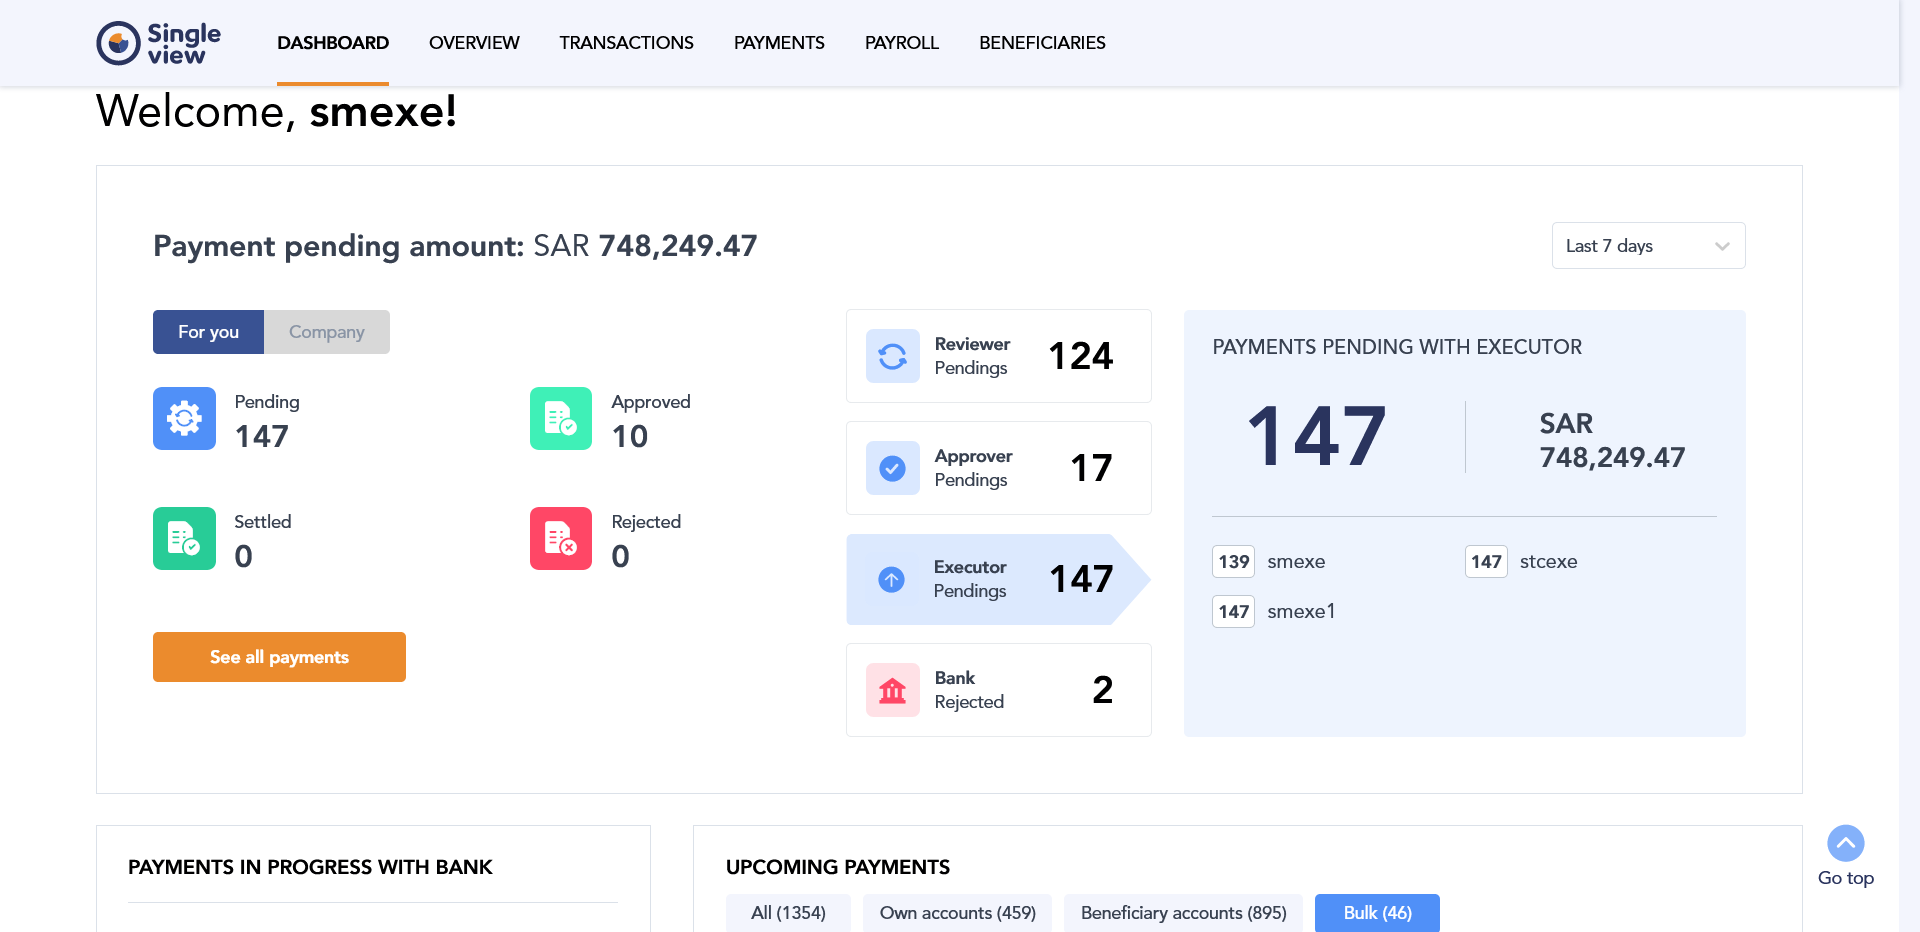 Single
view
DASHBOARD
OVERVIEW
TRANSACTIONS
PAYMENTS
PAYROLL
BENEFICIARIES
Welcome, smexe!
Payment pending amount: SAR 748,249.47
Last 7 days
For you
Company
Pending
147
Approved
10
Settled
0
Rejected
0
See all payments
Reviewer
Pendings
124
Approver
Pendings
17
Executor
Pendings
147
Bank
Rejected
2
PAYMENTS PENDING WITH EXECUTOR
147
SAR
748,249.47
139 smexe
147 stcexe
147 smexe1
PAYMENTS IN PROGRESS WITH BANK
UPCOMING PAYMENTS
All (1354)
Own accounts (459)
Beneficiary accounts (895)
Bulk (46)
Go top